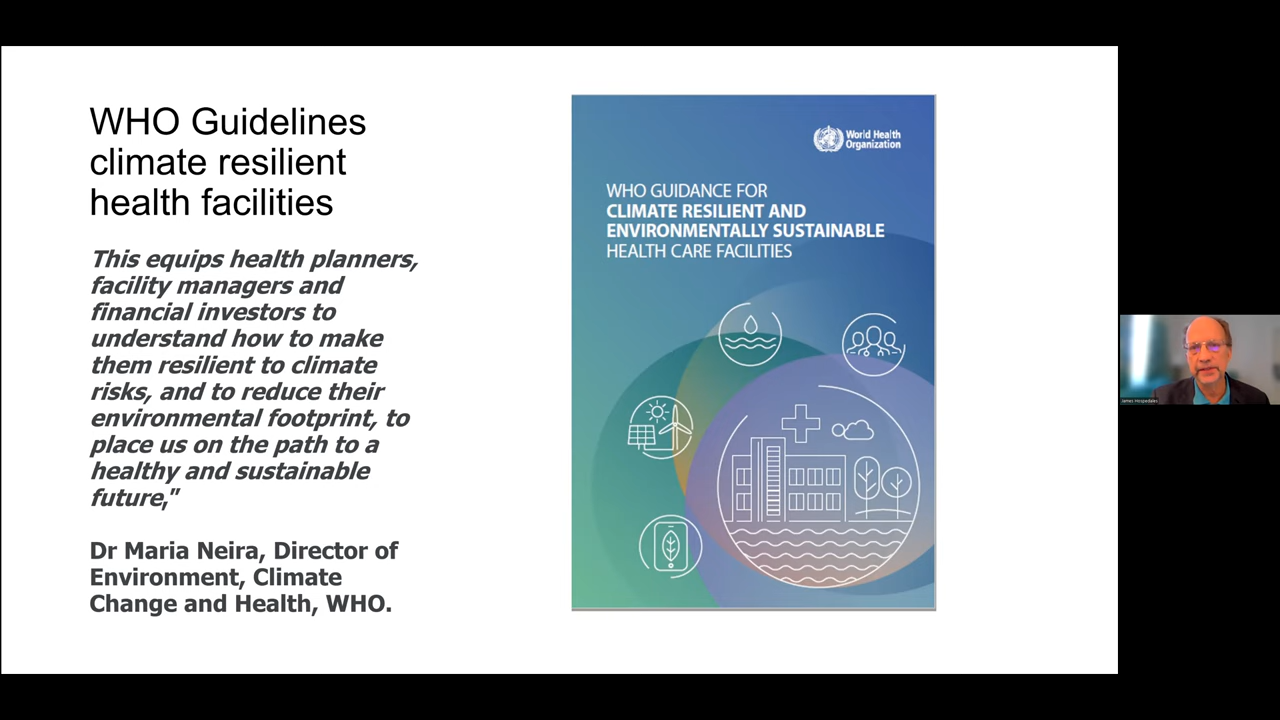 WHO Guidelines
climate resilient
health facilities
This equips health planners,
facility managers and
financial investors to
understand how to make
them resilient to climate
risks, and to reduce their
environmental footprint, to
place us on the path to a
healthy and sustainable
future,"
Dr Maria Neira, Director of
Environment, Climate
Change and Health, WHO.
World Health
Organization
WHO GUIDANCE FOR
CLIMATE RESILIENT AND
ENVIRONMENTALLY SUSTAINABLE
HEALTH CARE FACILITIES
James Hospedales